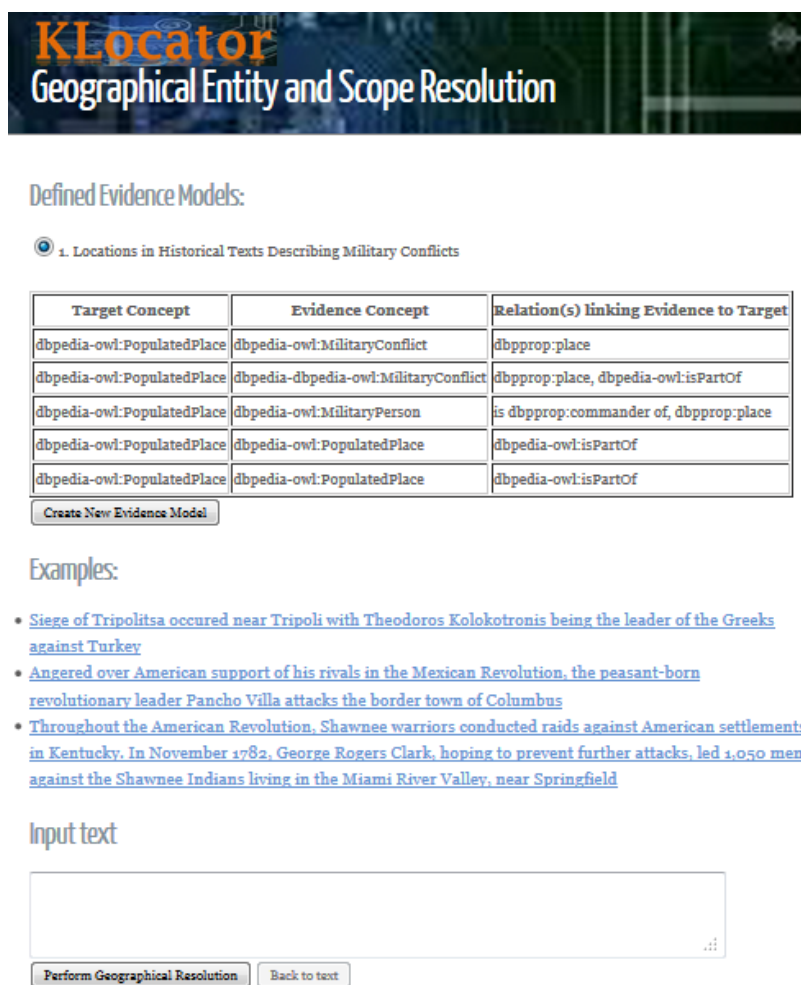 KLocator
Geographical Entity and Scope Resolution
Defined Evidence Models:
1. Locations in Historical Texts Describing Military Conflicts
Target Concept Evidence Concept Relation(s) linking Evidence to Target
dbpedia-owl:PopulatedPlace dbpedia-owl:MilitaryConflict dbpprop:place
dbpedia-owl:PopulatedPlace dbpedia-dbpedia-owl:MilitaryConflict dbpprop:place, dbpedia-owl:isPartOf
dbpedia-owl:PopulatedPlace dbpedia-owl:MilitaryPerson is dbpprop:commander of, dbpprop:place
dbpedia-owl:PopulatedPlace dbpedia-owl:PopulatedPlace dbpedia-owl:isPartOf
dbpedia-owl:PopulatedPlace dbpedia-owl:PopulatedPlace dbpedia-owl:isPartOf
Create New Evidence Model
Examples:
• Siege of Tripolitsa occured near Tripoli with Theodoros Kolokotronis being the leader of the Greeks
against Turkey
• Angered over American support of his rivals in the Mexican Revolution, the peasant-born
revolutionary leader Pancho Villa attacks the border town of Columbus
• Throughout the American Revolution, Shawnee warriors conducted raids against American settlements
in Kentucky. In November 1782, George Rogers Clark, hoping to prevent further attacks, led 1,050 men
against the Shawnee Indians living in the Miami River Valley, near Springfield
Input text
Perform Geographical Resolution Back to text